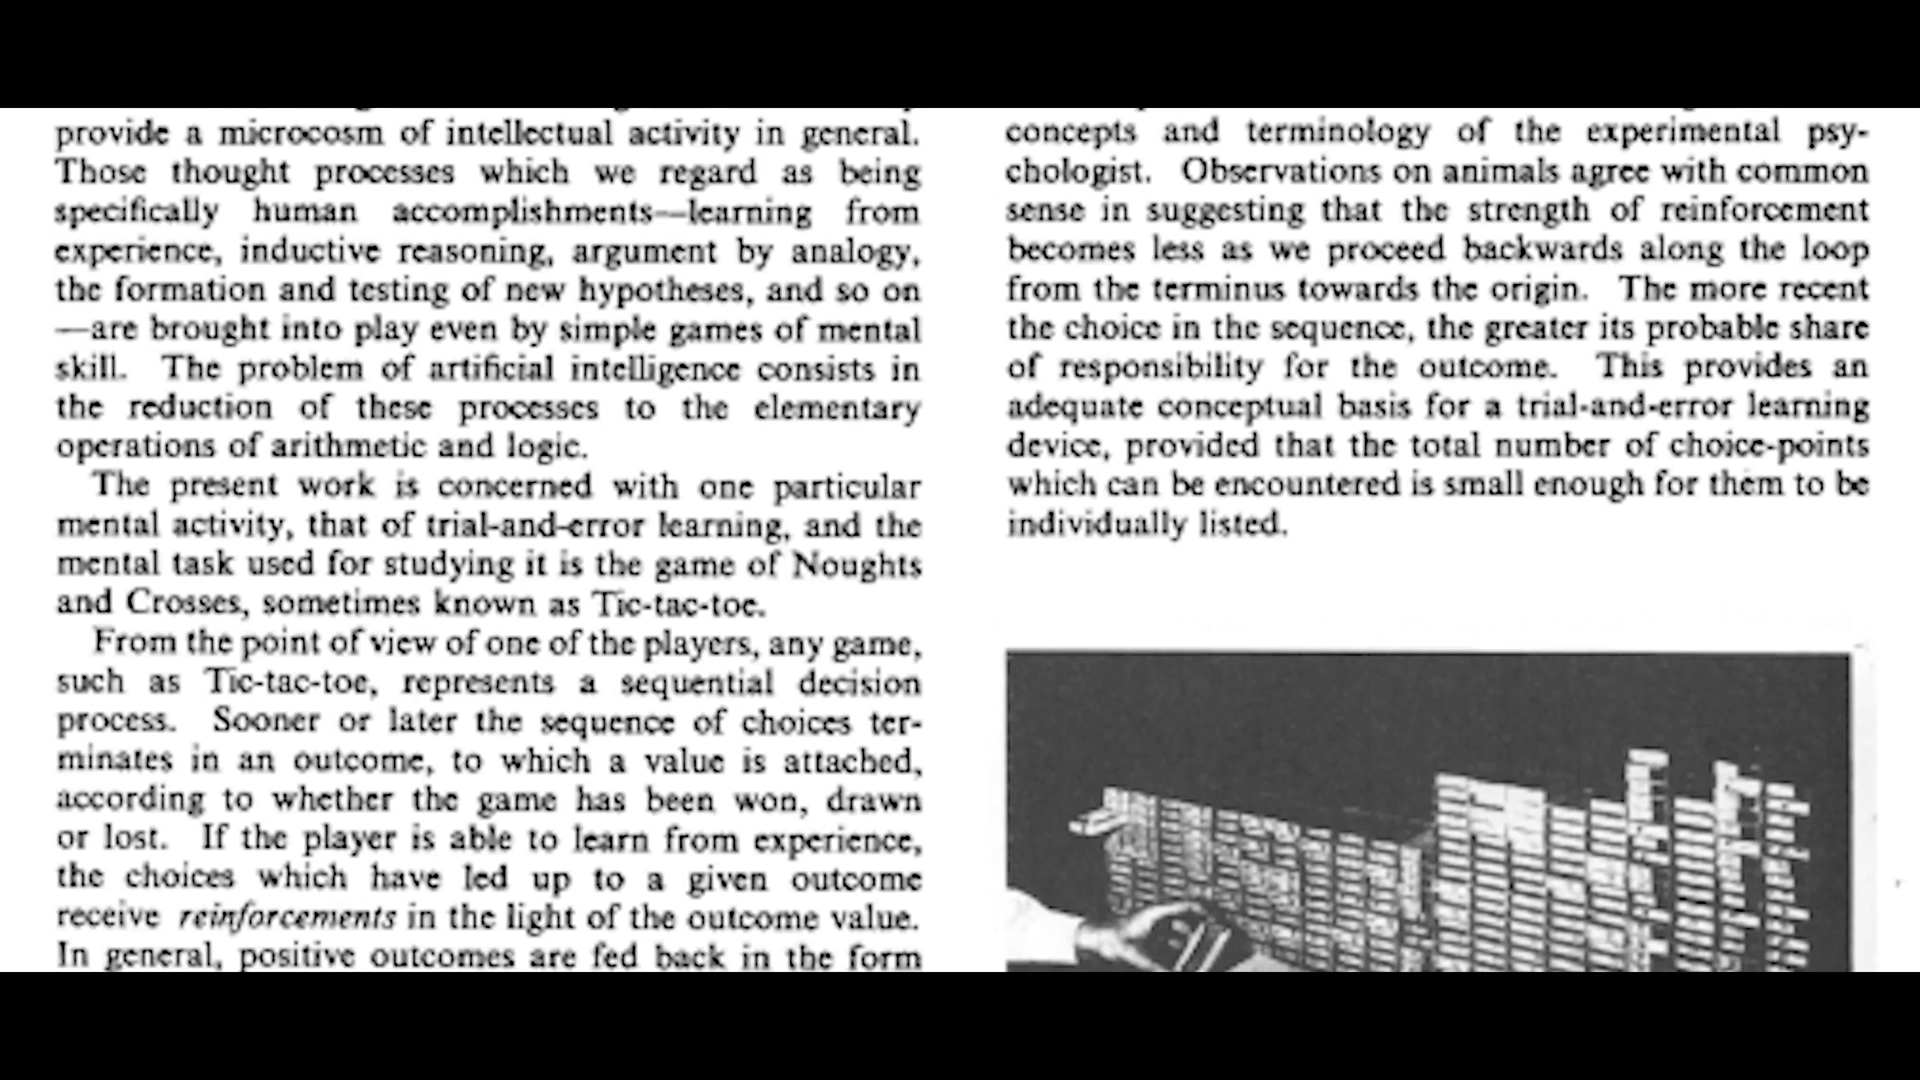 provide a microcosm of intellectual activity in general.
Those thought processes which we regard as being
specifically human accomplishments—learning from
experience, inductive reasoning, argument by analogy,
the formation and testing of new hypotheses, and so on
—are brought into play even by simple games of mental
skill. The problem of artificial intelligence consists in
the reduction of these processes to the elementary
operations of arithmetic and logic.
The present work is concerned with one particular
mental activity, that of trial-and-error learning, and the
mental task used for studying it is the game of Noughts
and Crosses, sometimes known as Tic-tac-toe.
From the point of view of one of the players, any game,
such as Tic-tac-toe, represents a sequential decision
process. Sooner or later the sequence of choices ter-
minates in an outcome, to which a value is attached,
according to whether the game has been won, drawn
or lost. If the player is able to learn from experience,
the choices which have led up to a given outcome
receive reinforcements in the light of the outcome value.
In general, positive outcomes are fed back in the form
concepts and terminology of the experimental psy-
chologist. Observations on animals agree with common
sense in suggesting that the strength of reinforcement
becomes less as we proceed backwards along the loop
from the terminus towards the origin. The more recent
the choice in the sequence, the greater its probable share
of responsibility for the outcome. This provides an
adequate conceptual basis for a trial-and-error learning
device, provided that the total number of choice-points
which can be encountered is small enough for them to be
individually listed.